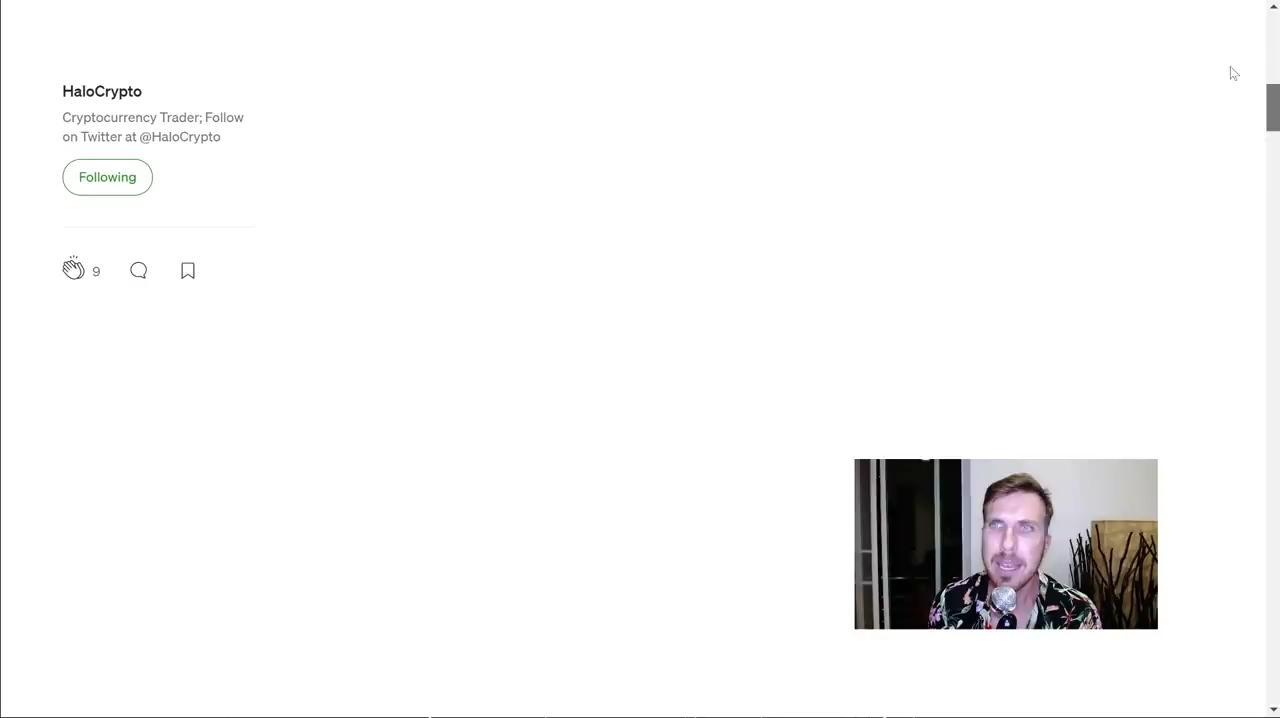 HaloCrypto
Cryptocurrency Trader; Follow
on Twitter at @HaloCrypto
Following
9